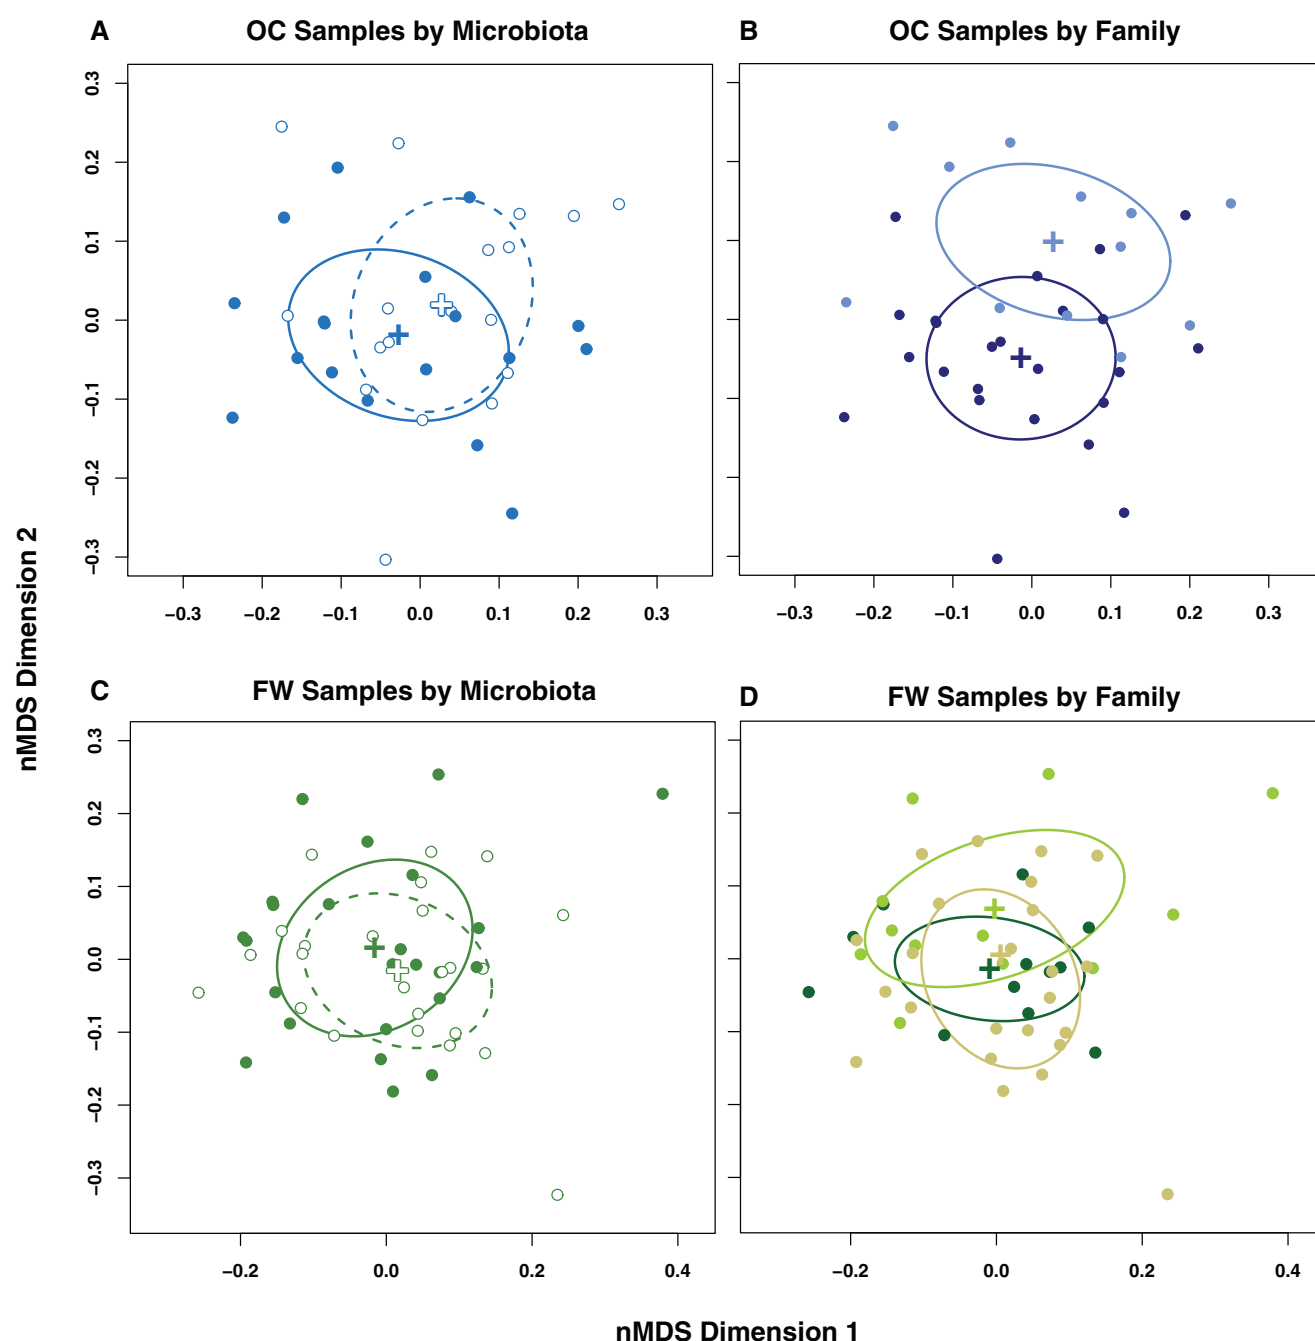 A OC Samples by Microbiota
B OC Samples by Family
0.3
0.2
0.1
0.0
−0.1
−0.2
−0.3
−0.3 −0.2 −0.1 0.0 0.1 0.2 0.3
−0.3 −0.2 −0.1 0.0 0.1 0.2 0.3
nMDS Dimension 2
C FW Samples by Microbiota
D FW Samples by Family
0.3
0.2
0.1
0.0
−0.1
−0.2
−0.3
−0.2 0.0 0.2 0.4
−0.2 0.0 0.2 0.4
nMDS Dimension 1